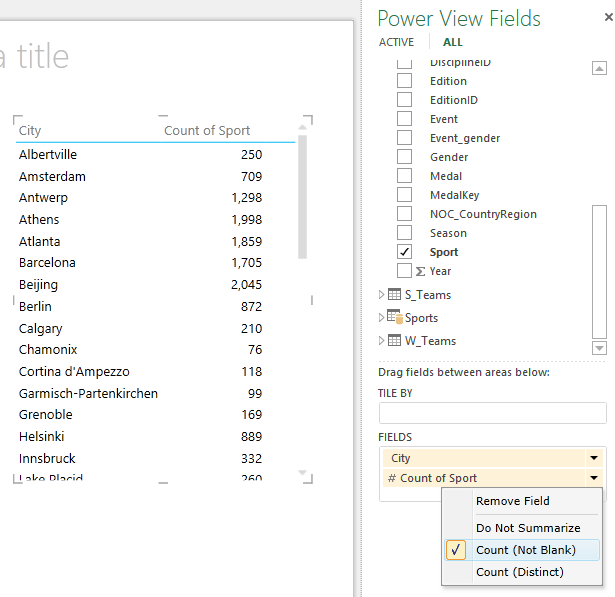 a title
City Count of Sport
Albertville 250
Amsterdam 709
Antwerp 1,298
Athens 1,998
Atlanta 1,859
Barcelona 1,705
Beijing 2,045
Berlin 872
Calgary 210
Chamonix 76
Cortina d'Ampezzo 118
Garmisch-Partenkirchen 99
Grenoble 169
Helsinki 889
Innsbruck 332
Lake Placid 260
Power View Fields
ACTIVE ALL
DisciplineID
Edition
EditionID
Event
Event_gender
Gender
Medal
MedalKey
NOC_CountryRegion
Season
Sport
Σ Year
S_Teams
Sports
W_Teams
Drag fields between areas below:
TILE BY
FIELDS
City
# Count of Sport
Remove Field
Do Not Summarize
Count (Not Blank)
Count (Distinct)